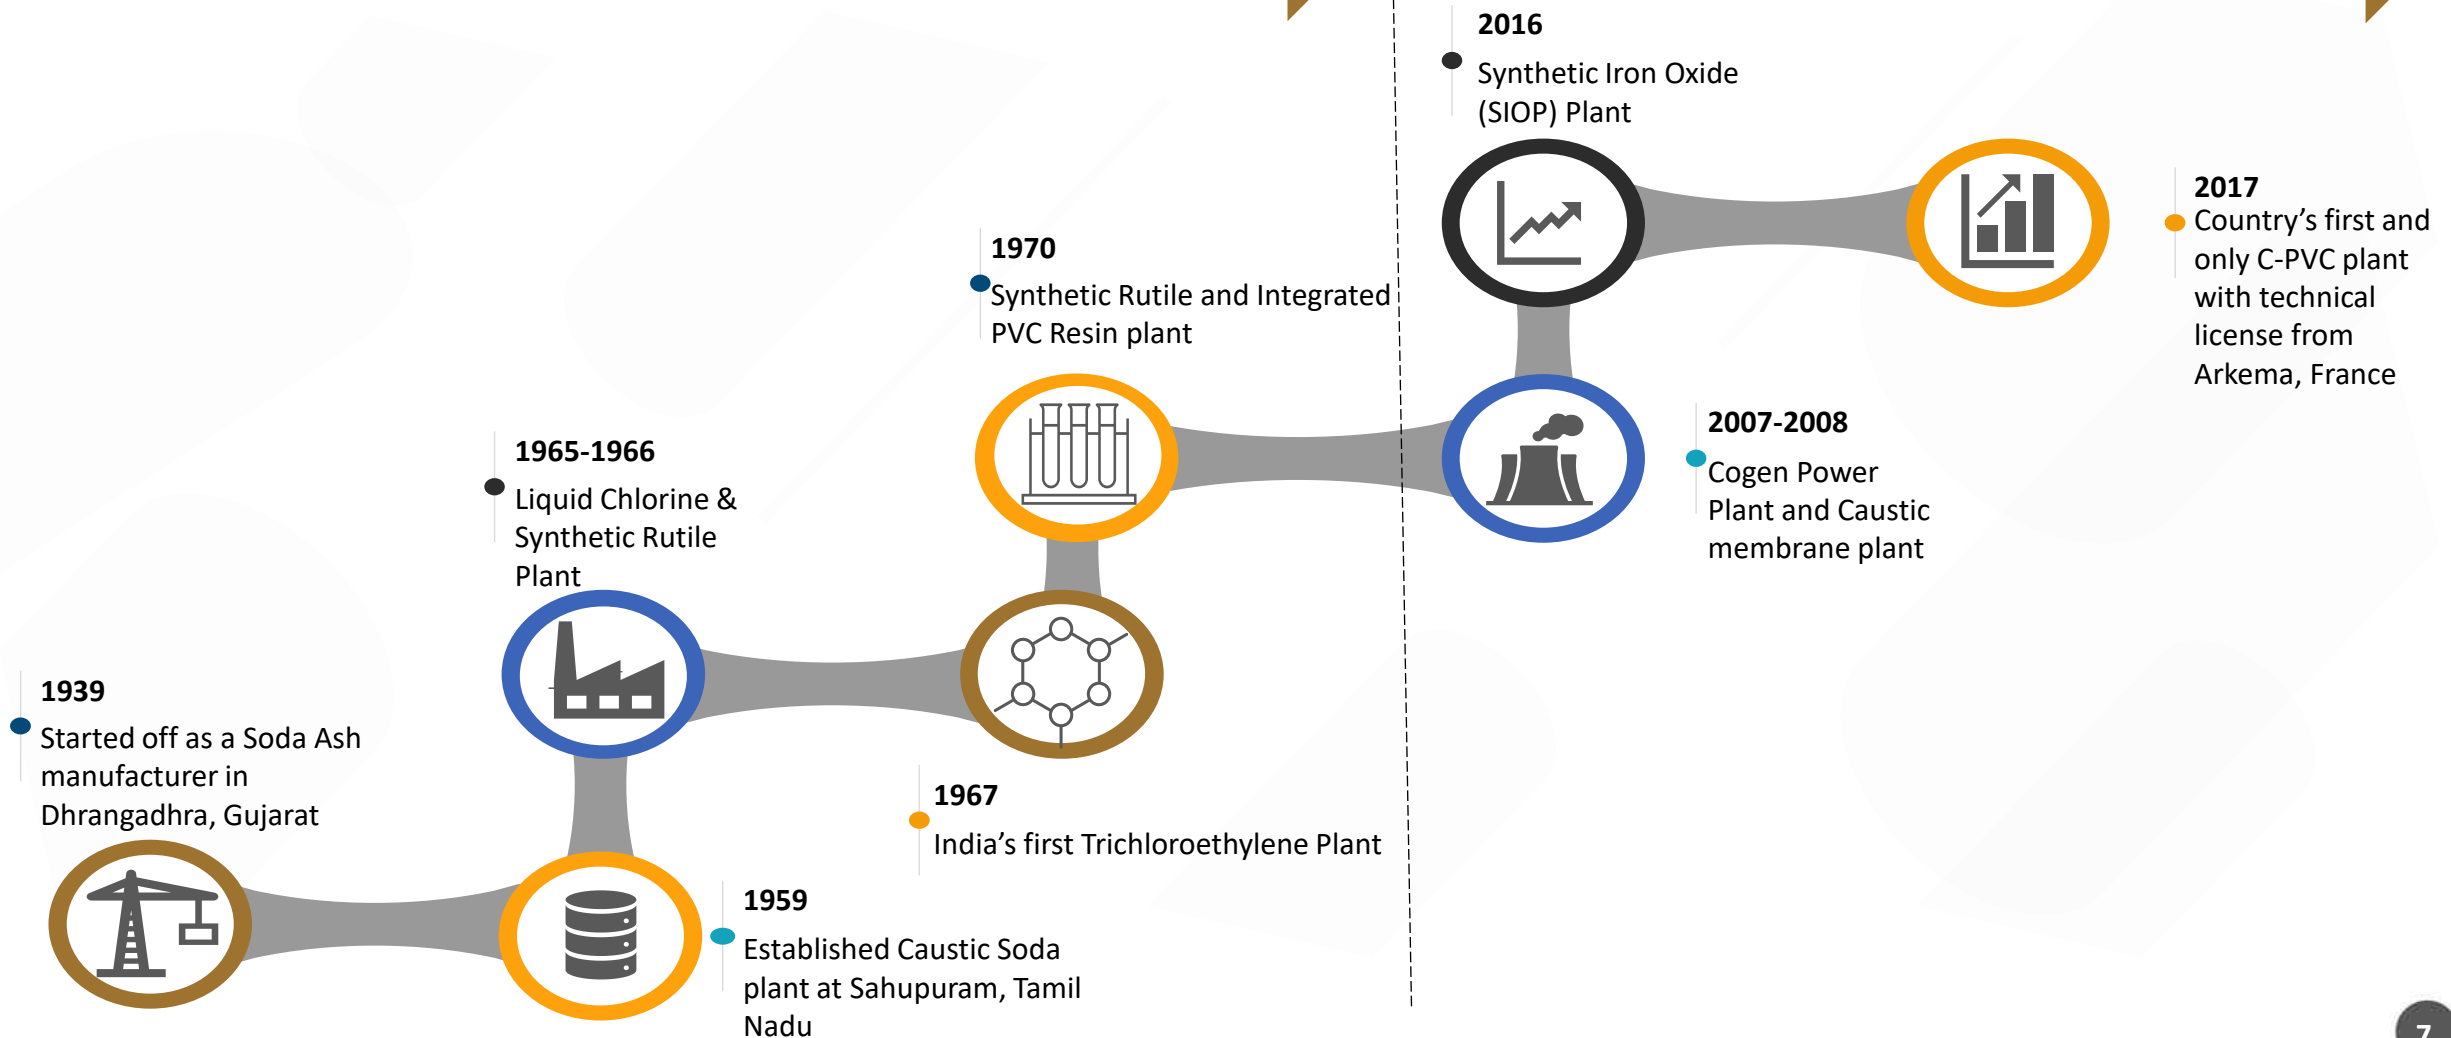 1939
Started off as a Soda Ash
manufacturer in
Dhrangadhra, Gujarat
1959
Established Caustic Soda
plant at Sahupuram, Tamil
Nadu
1965-1966
Liquid Chlorine &
Synthetic Rutile
Plant
1967
India’s first Trichloroethylene Plant
1970
Synthetic Rutile and Integrated
PVC Resin plant
2007-2008
Cogen Power
Plant and Caustic
membrane plant
2016
Synthetic Iron Oxide
(SIOP) Plant
2017
Country’s first and
only C-PVC plant
with technical
license from
Arkema, France
7